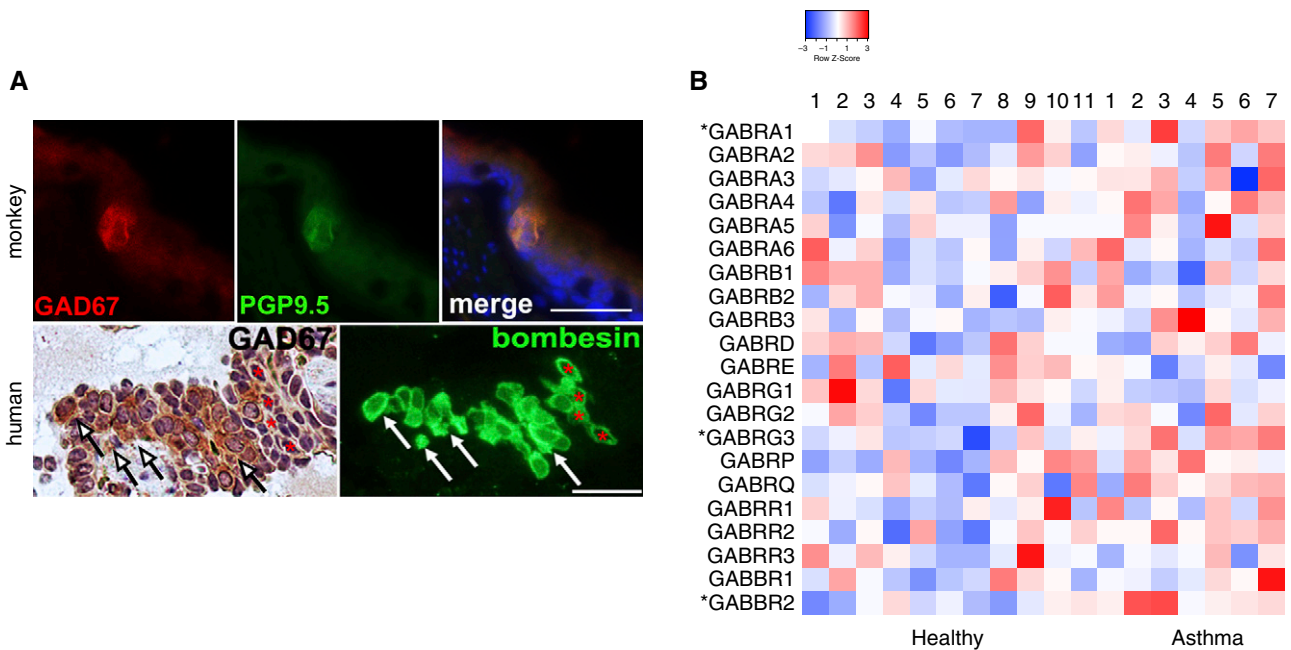 -3 -1 1 3
Row Z-Score
A
B
1 2 3 4 5 6 7 8 9 10 11 1 2 3 4 5 6 7
monkey
GAD67
PGP9.5
merge
human
GAD67
bombesin
*GABRA1
GABRA2
GABRA3
GABRA4
GABRA5
GABRA6
GABRB1
GABRB2
GABRB3
GABRD
GABRE
GABRG1
GABRG2
*GABRG3
GABRP
GABRQ
GABRR1
GABRR2
GABRR3
GABBR1
*GABBR2
Healthy Asthma